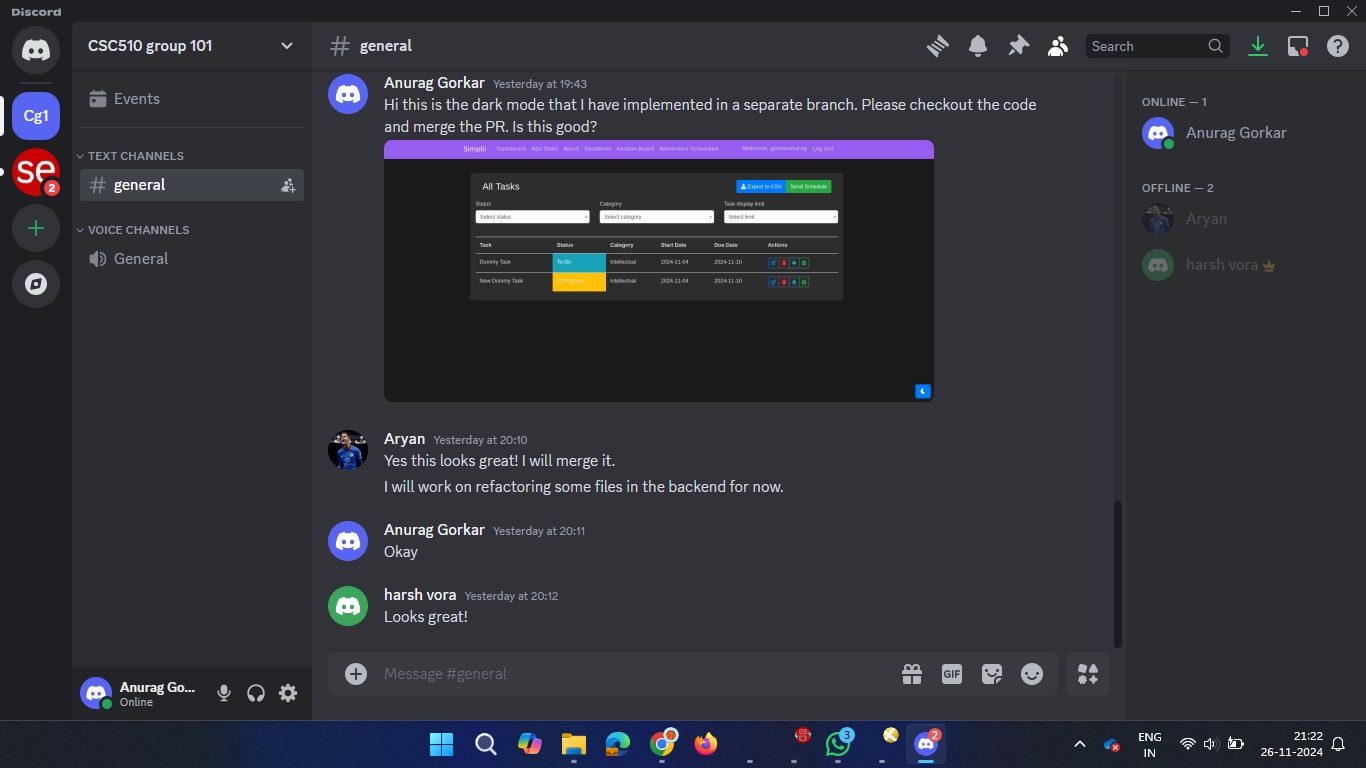 Discord
CSC510 group 101
general
Search
Events
TEXT CHANNELS
general
VOICE CHANNELS
General
Cg1
se
2
Anurag Gorkar Yesterday at 19:43
Hi this is the dark mode that I have implemented in a separate branch. Please checkout the code
and merge the PR. Is this good?
Simplii Dashboard Add Tasks About Deadlines Kanban Board Reminders Scheduled Welcome, gorkaranurag Log Out
All Tasks Export to CSV Send Schedule
Status Category Task display limit
Select status Select category Select limit
Task Status Category Start Date Due Date Actions
Dummy Task To-Do Intellectual 2024-11-04 2024-11-10
New Dummy Task In Progress Intellectual 2024-11-04 2024-11-10
Aryan Yesterday at 20:10
Yes this looks great! I will merge it.
I will work on refactoring some files in the backend for now.
Anurag Gorkar Yesterday at 20:11
Okay
harsh vora Yesterday at 20:12
Looks great!
Message #general
GIF
ONLINE — 1
Anurag Gorkar
OFFLINE — 2
Aryan
harsh vora
Anurag Go...
Online
3
2
ENG
IN
21:22
26-11-2024